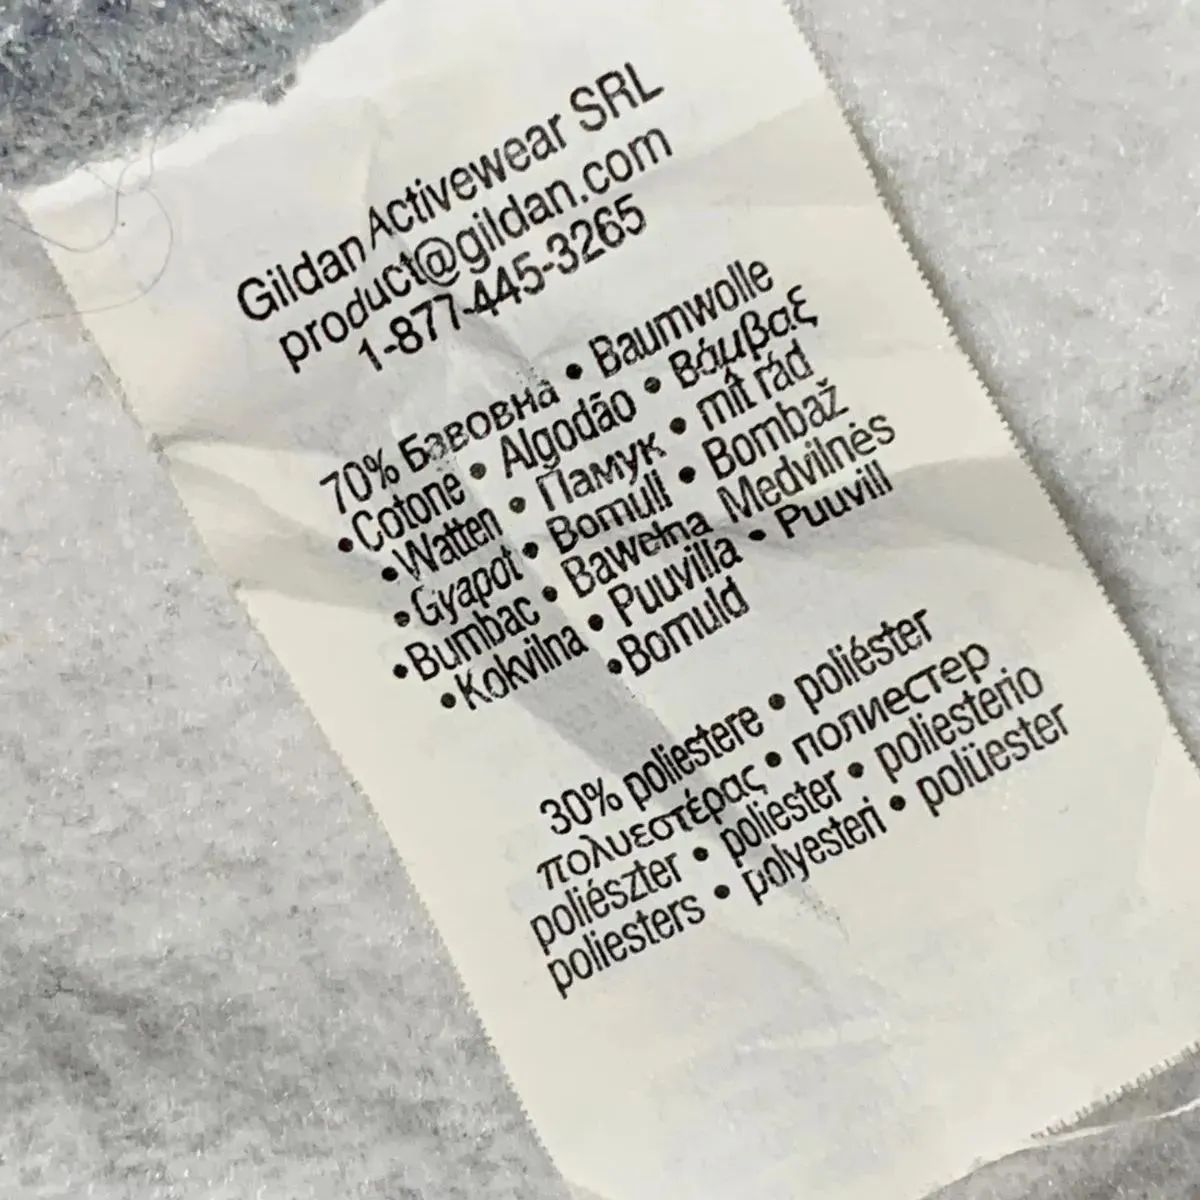 Gildan Activewear SRL
product@gildan.com
1-877-445-3265
70% Бавовна • Baumwolle
•Cotone • Algodão • Βάμβαξ
•Watten • Памук • mít rád
•Gyapot • Bomull • Bombaž
•Bumbac • Bawełna Medvilnės
•Kokvilna • Puuvilla • Puuvill
•Bomuld
30% poliestere • poliéster
πολυεστέρας • полиестер
poliészter • poliester • poliesterio
poliesters • polyesteri • polüester